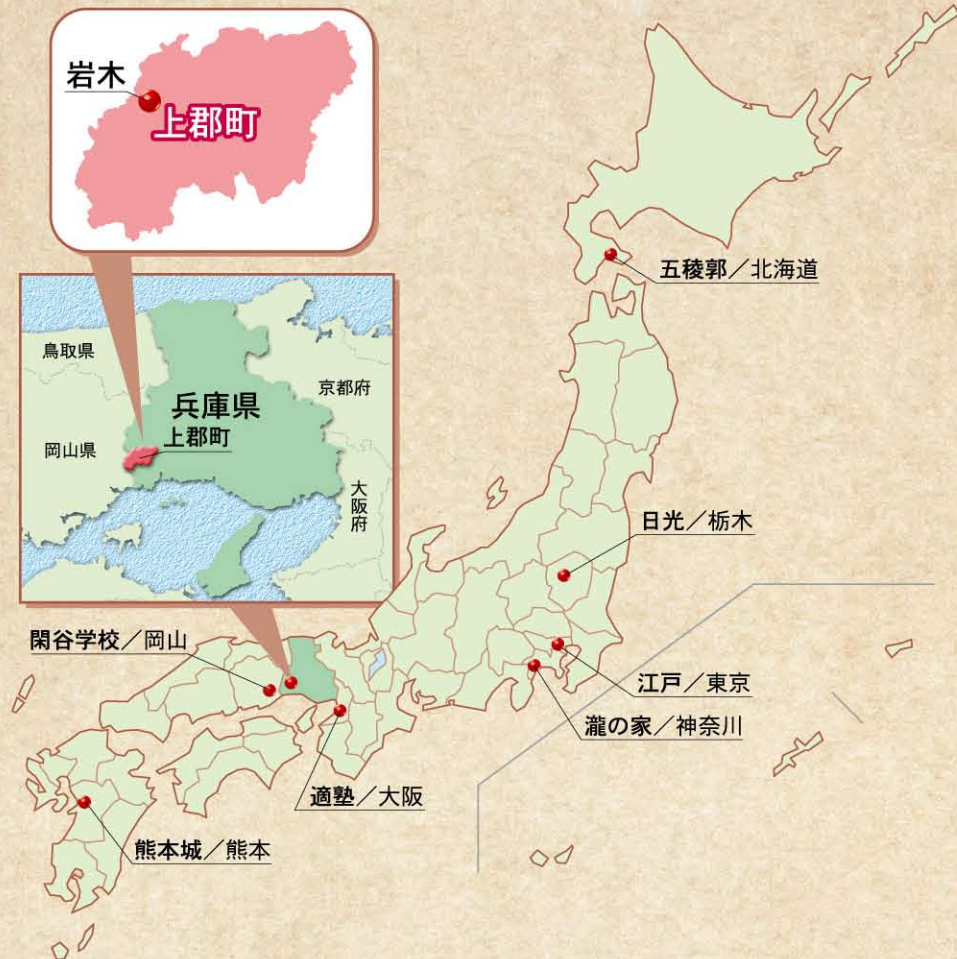 岩木
上郡町
五稜郭／北海道
鳥取県
京都府
兵庫県
上郡町
岡山県
大阪府
日光／栃木
閑谷学校／岡山
江戸／東京
瀧の家／神奈川
適塾／大阪
熊本城／熊本